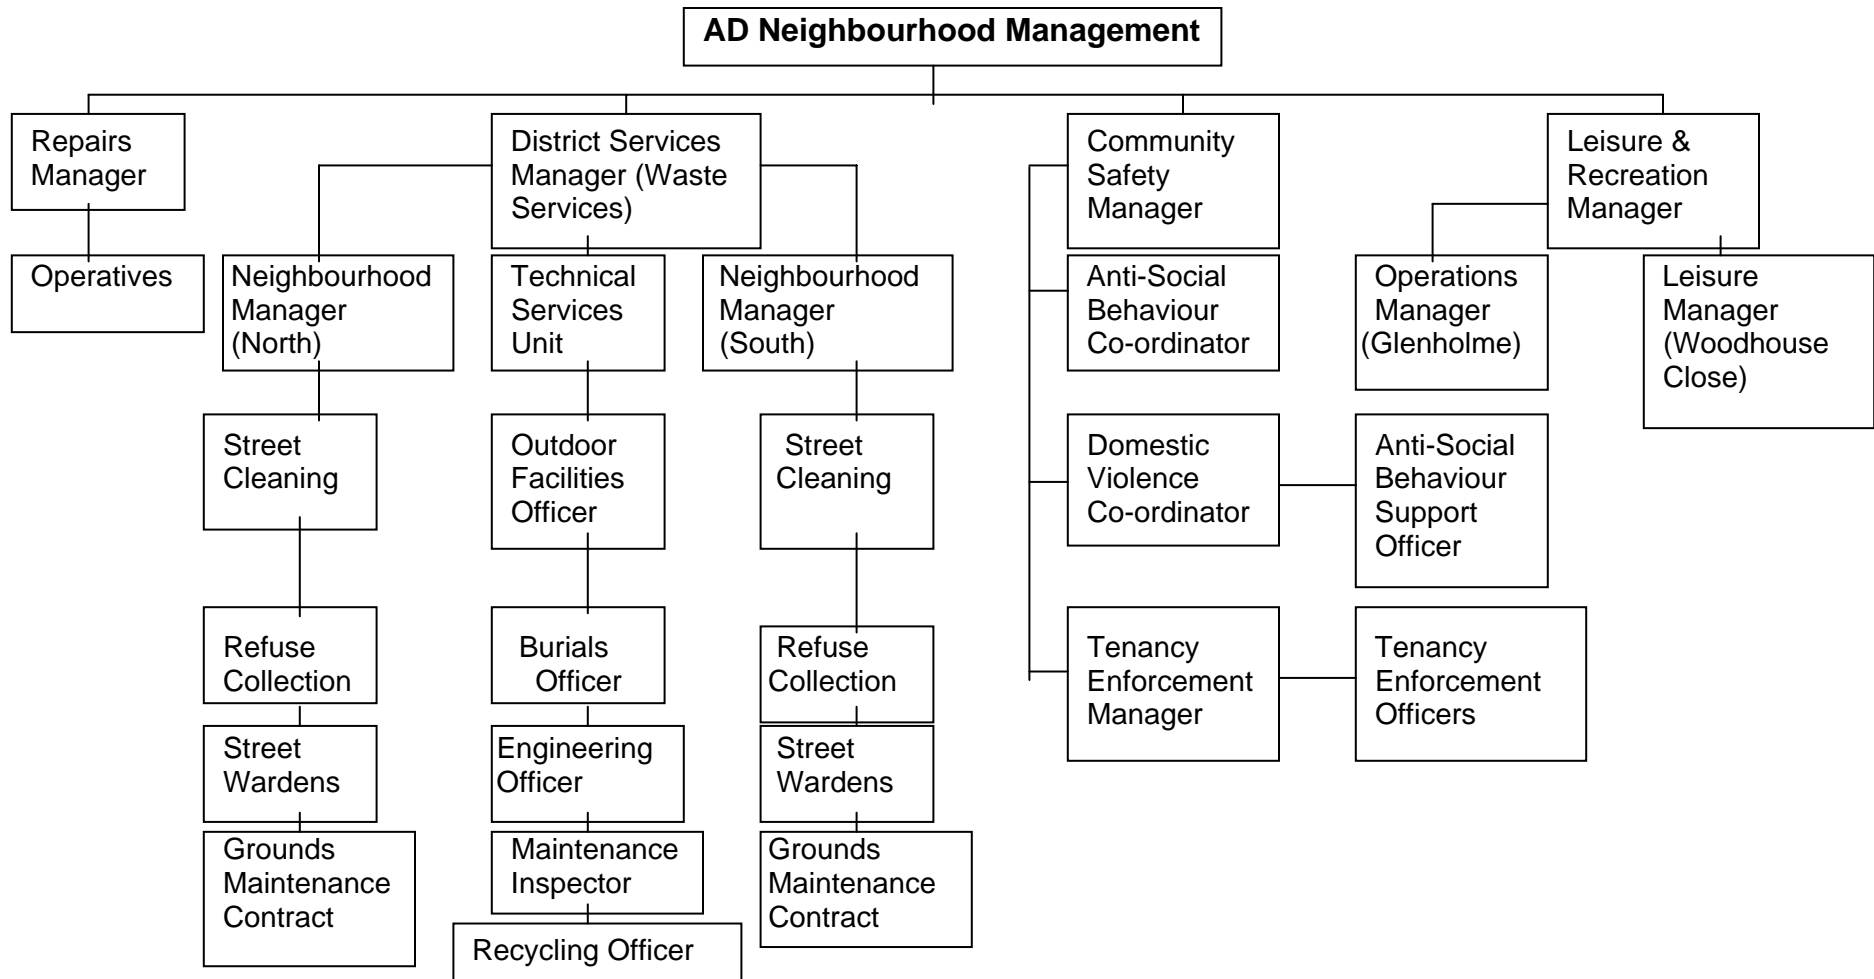 AD Neighbourhood Management
Repairs
Manager
District Services
Manager (Waste
Services)
Community
Safety
Manager
Leisure &
Recreation
Manager
Operatives
Neighbourhood
Manager
(North)
Technical
Services
Unit
Neighbourhood
Manager
(South)
Anti-Social
Behaviour
Co-ordinator
Operations
Manager
(Glenholme)
Leisure
Manager
(Woodhouse
Close)
Street
Cleaning
Outdoor
Facilities
Officer
Street
Cleaning
Domestic
Violence
Co-ordinator
Anti-Social
Behaviour
Support
Officer
Refuse
Collection
Burials
Officer
Refuse
Collection
Tenancy
Enforcement
Manager
Tenancy
Enforcement
Officers
Street
Wardens
Engineering
Officer
Street
Wardens
Grounds
Maintenance
Contract
Maintenance
Inspector
Grounds
Maintenance
Contract
Recycling Officer